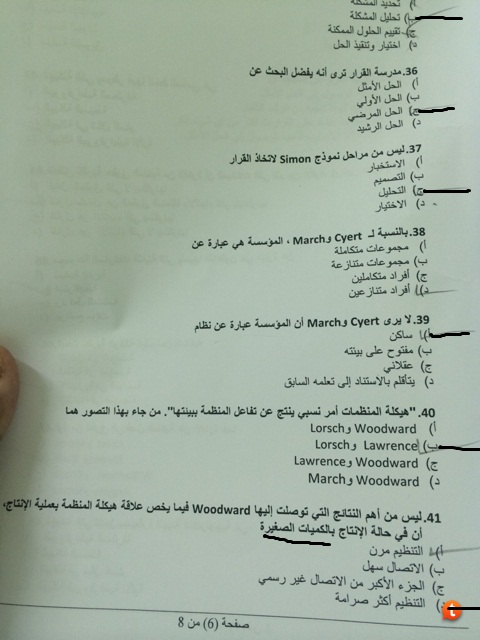 أ) تحديد المشكلة
ب) تحليل المشكلة
ج) تقييم الحلول الممكنة
د) اختيار وتنفيذ الحل
36.مدرسة القرار ترى أنه يفضل البحث عن
أ) الحل الأمثل
ب) الحل الأولي
ج) الحل المرضي
د) الحل الرشيد
37.ليس من مراحل نموذج Simon لاتخاذ القرار
أ) الاستخبار
ب) التصميم
ج) التحليل
د) الاختيار
38.بالنسبة لـ Cyert وMarch ، المؤسسة هي عبارة عن
أ) مجموعات متكاملة
ب) مجموعات متنازعة
ج) أفراد متكاملين
د) أفراد متنازعين
39.لا يرى Cyert وMarch أن المؤسسة عبارة عن نظام
أ) ساكن
ب) مفتوح على بيئته
ج) عقلاني
د) يتأقلم بالاستناد إلى تعلمه السابق
40."هيكلة المنظمات أمر نسبي ينتج عن تفاعل المنظمة ببيئتها". من جاء بهذا التصور هما
أ) Woodward وLorsch
ب) Lawrence وLorsch
ج) Woodward وLawrence
د) Woodward وMarch
41.ليس من أهم النتائج التي توصلت إليها Woodward فيما يخص علاقة هيكلة المنظمة بعملية الإنتاج،
أن في حالة الإنتاج بالكميات الصغيرة
أ) التنظيم مرن
ب) الاتصال سهل
ج) الجزء الأكبر من الاتصال غير رسمي
د) التنظيم أكثر صرامة
صفحة (6) من 8